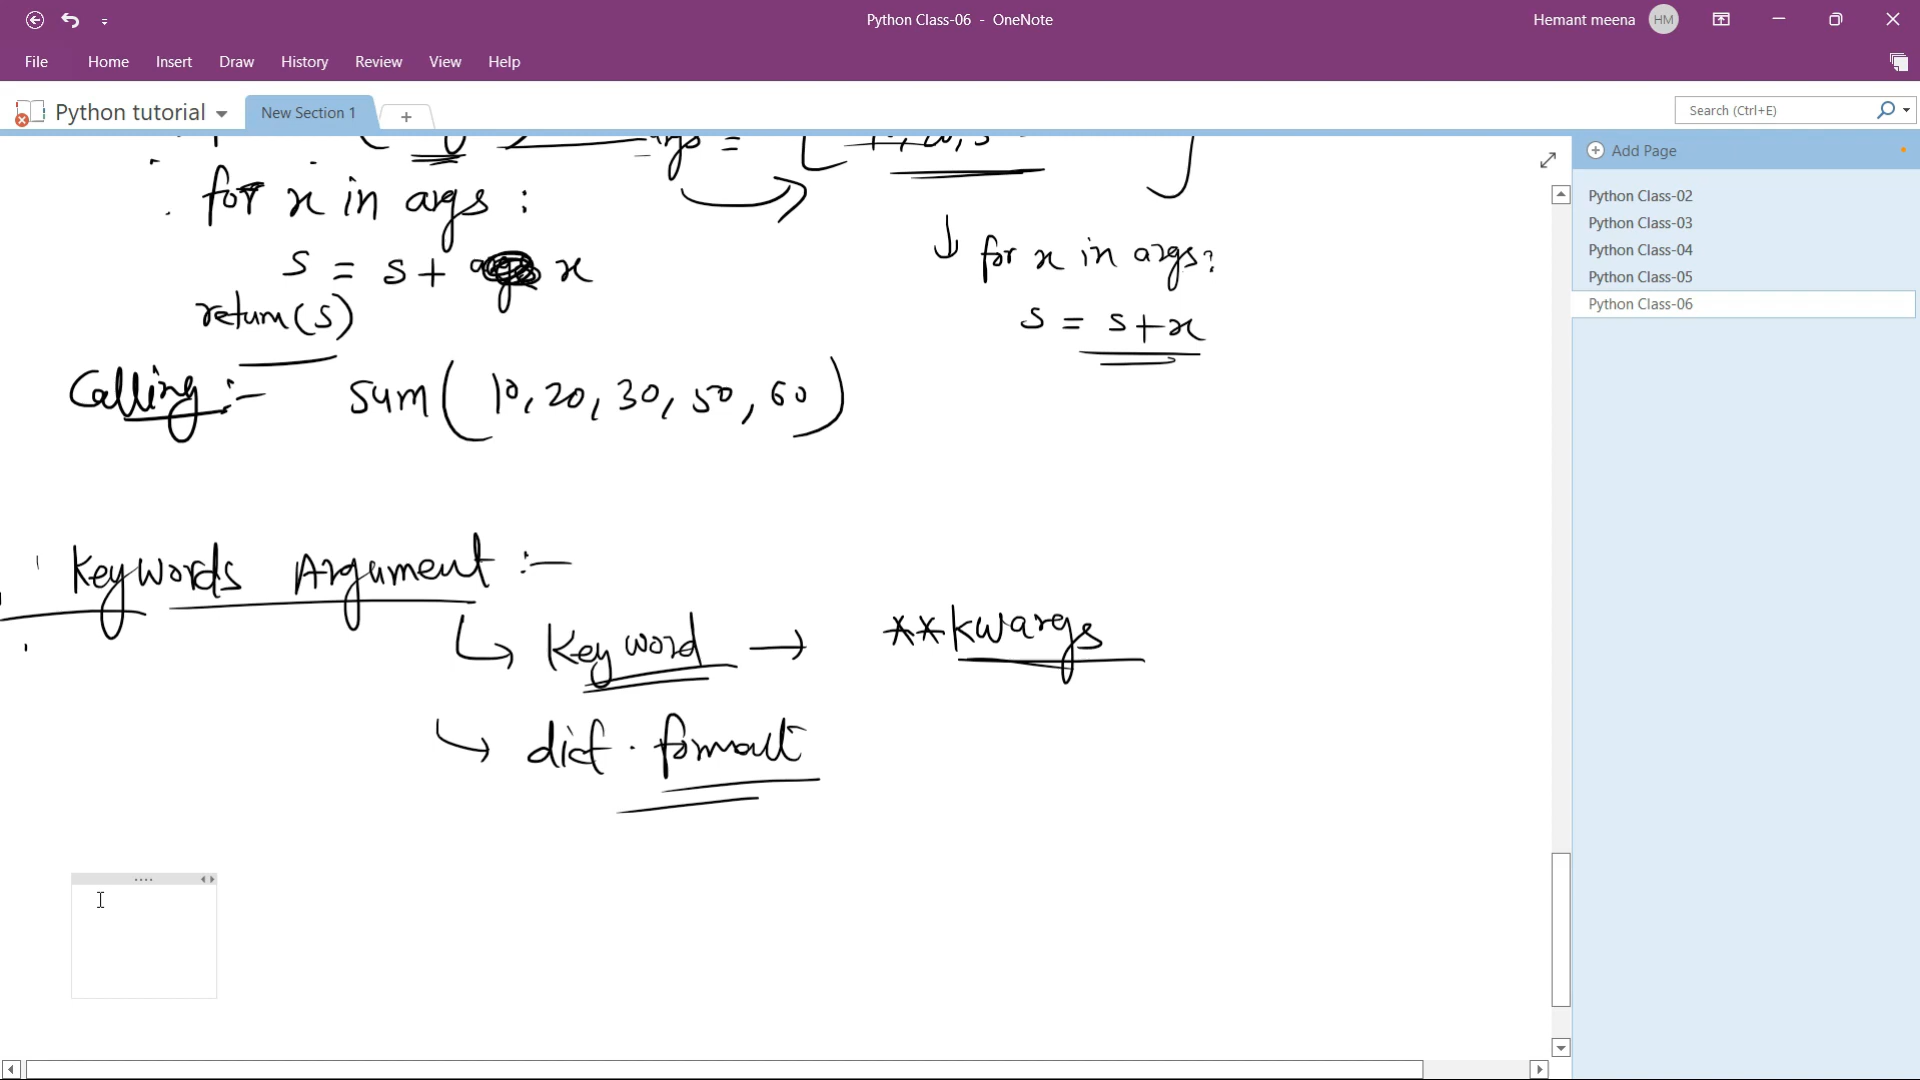 Python Class-06 - OneNote
Hemant meena HM
File Home Insert Draw History Review View Help
Python tutorial New Section 1 +
Search (Ctrl+E)
Add Page
Python Class-02
Python Class-03
Python Class-04
Python Class-05
Python Class-06
for x in args :
s = s + x
return(s)
for x in args:
s = s+x
Calling :- sum( 10, 20, 30, 50, 60 )
Keywords Argument :-
↳ Keyword → **kwargs
↳ dict. format